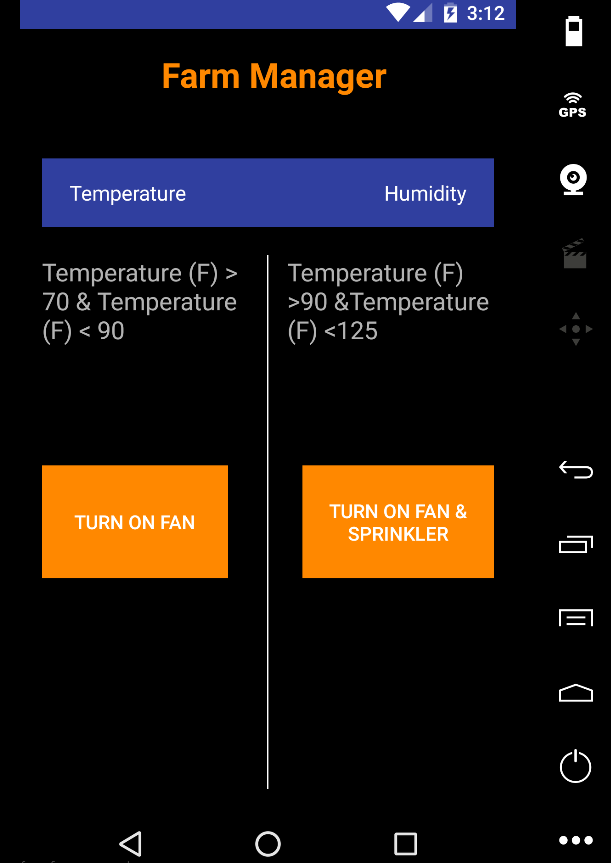 3:12
Farm Manager
GPS
Temperature Humidity
Temperature (F) >
70 & Temperature
(F) < 90
Temperature (F)
>90 &Temperature
(F) <125
TURN ON FAN
TURN ON FAN &
SPRINKLER